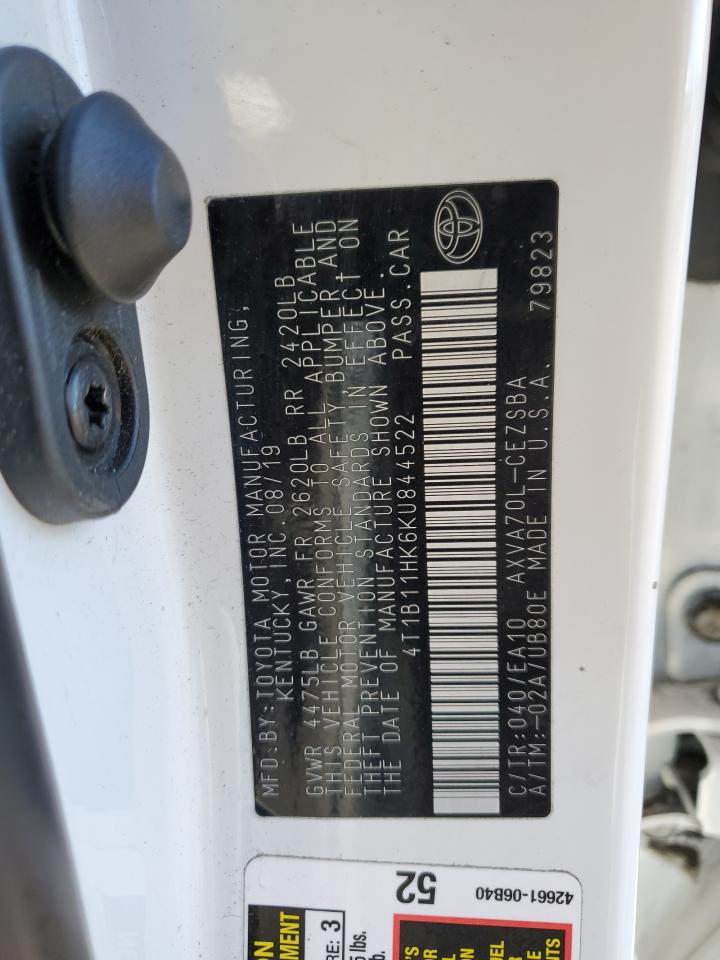 MFD.BY:TOYOTA MOTOR MANUFACTURING,
KENTUCKY, INC.08/19
GVWR 4475LB GAWR FR 2620LB RR 2420LB
THIS VEHICLE CONFORMS TO ALL APPLICABLE
FEDERAL MOTOR VEHICLE SAFETY, BUMPER AND
THEFT PREVENTION STANDARDS IN EFFECT ON
THE DATE OF MANUFACTURE SHOWN ABOVE.
4T1B11HK6KU844522 PASS.CAR
C/TR:040/EA10 AXVA70L-CEZSBA
A/TM:-02A/UB80E MADE IN U.S.A. 79823
52
42661-06B40
RE: 3
lbs.